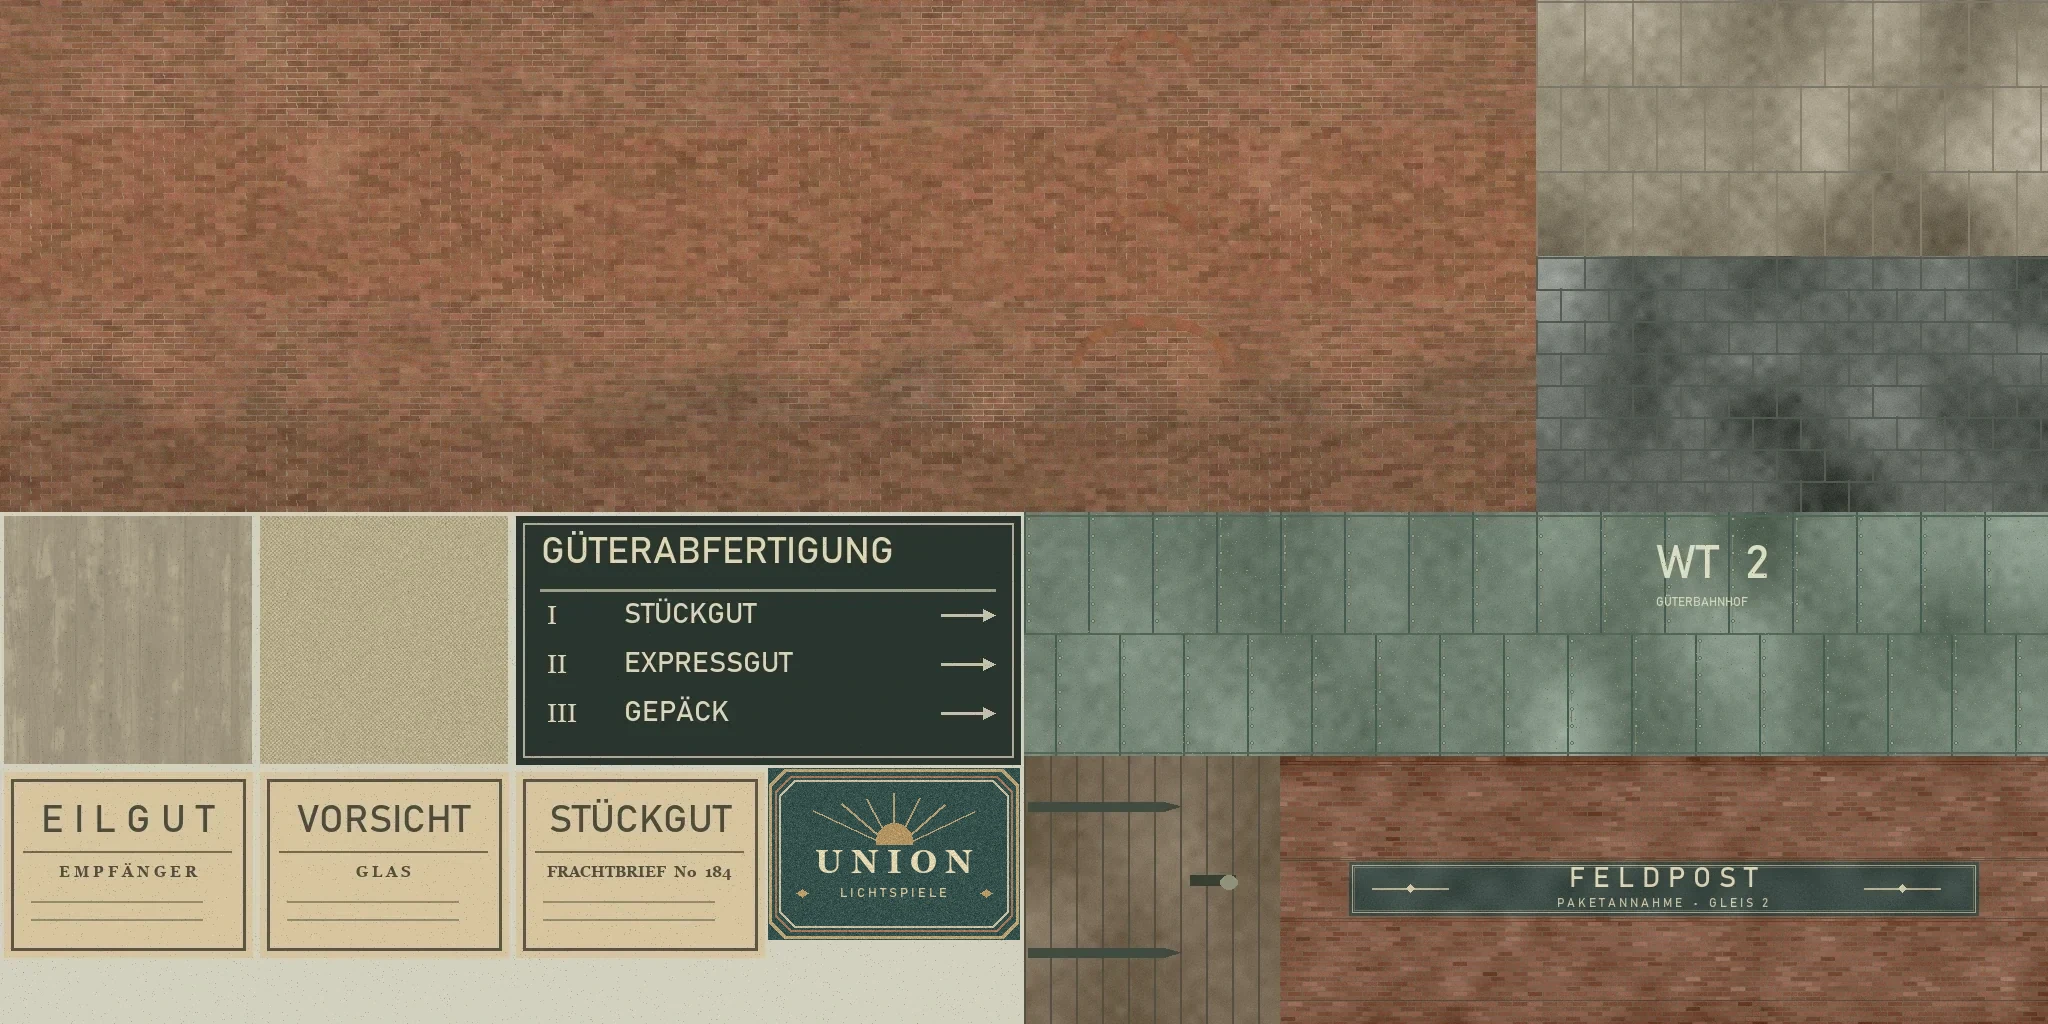 GÜTERABFERTIGUNG
I STÜCKGUT
II EXPRESSGUT
III GEPÄCK
WT 2
GÜTERBAHNHOF
EILGUT
EMPFÄNGER
VORSICHT
GLAS
STÜCKGUT
FRACHTBRIEF No 184
UNION
LICHTSPIELE
FELDPOST
PAKETANNAHME - GLEIS 2